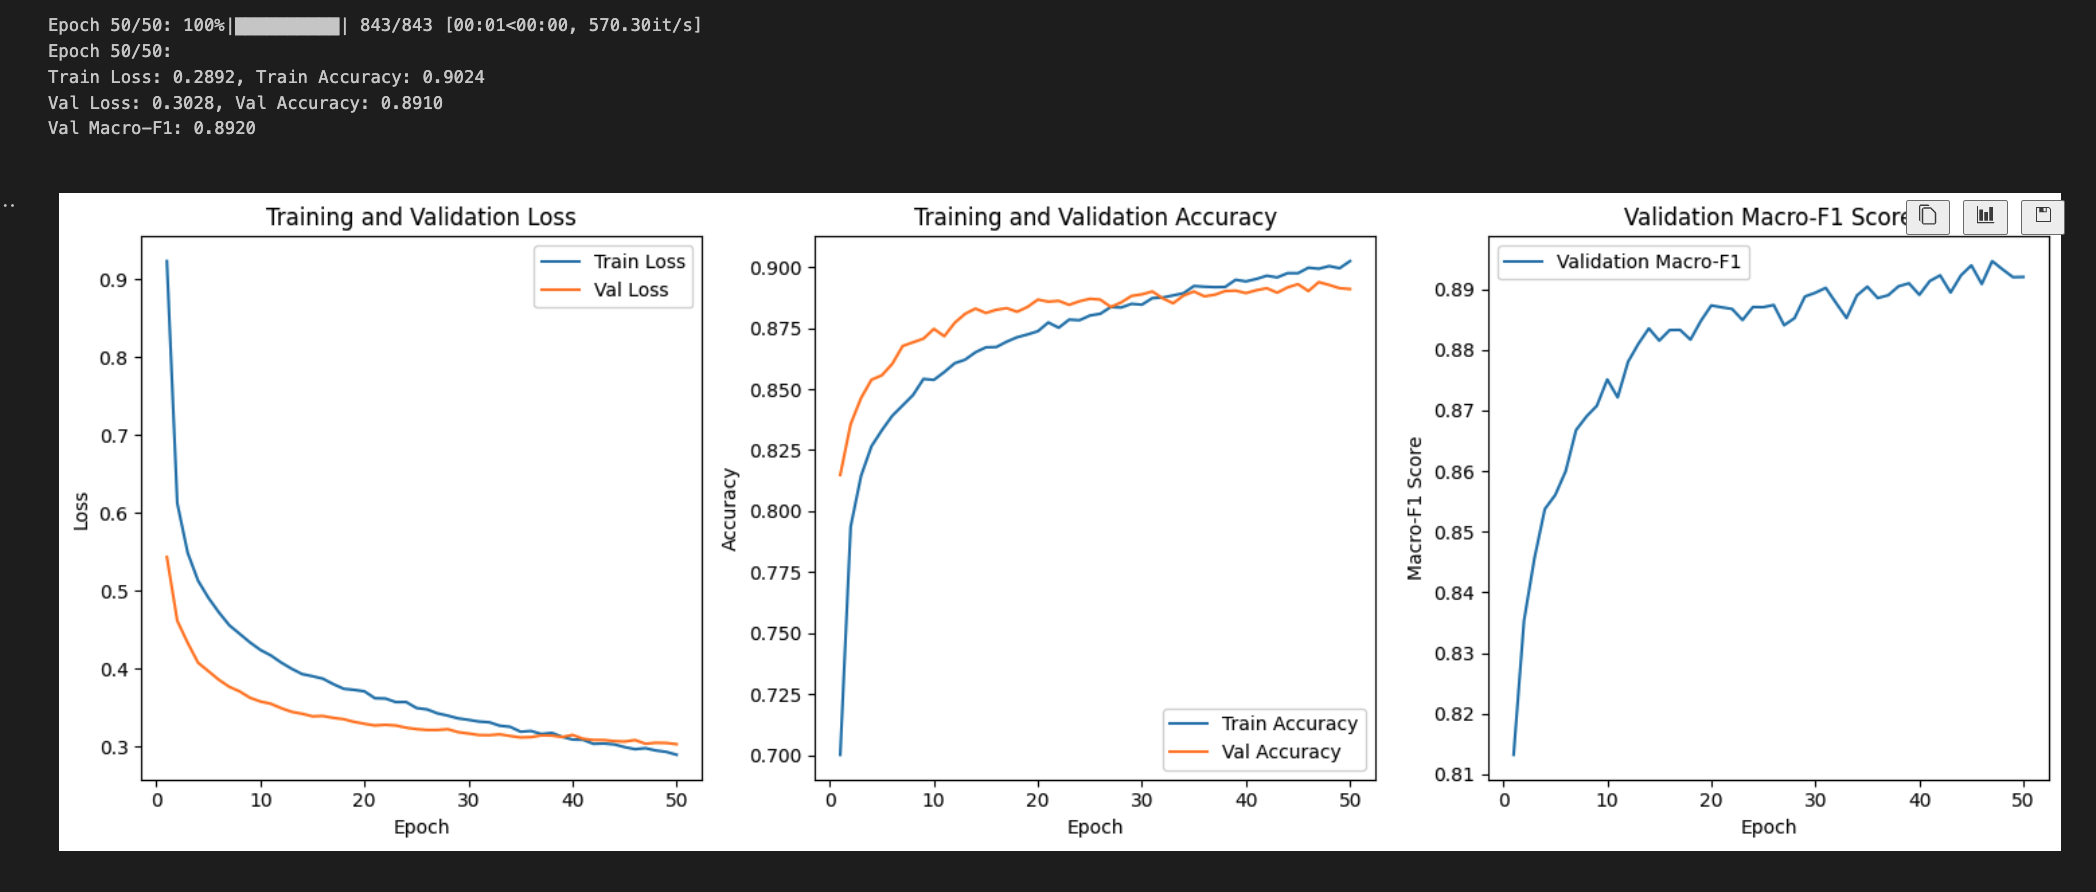 Epoch 50/50: 100%|██████████| 843/843 [00:01<00:00, 570.30it/s]
Epoch 50/50:
Train Loss: 0.2892, Train Accuracy: 0.9024
Val Loss: 0.3028, Val Accuracy: 0.8910
Val Macro-F1: 0.8920
..
Training and Validation Loss
Train Loss
Val Loss
0.9
0.8
0.7
0.6
0.5
0.4
0.3
Loss
0 10 20 30 40 50
Epoch
Training and Validation Accuracy
0.900
0.875
0.850
0.825
0.800
0.775
0.750
0.725
0.700
Accuracy
Train Accuracy
Val Accuracy
0 10 20 30 40 50
Epoch
Validation Macro-F1 Score
Validation Macro-F1
0.89
0.88
0.87
0.86
0.85
0.84
0.83
0.82
0.81
Macro-F1 Score
0 10 20 30 40 50
Epoch